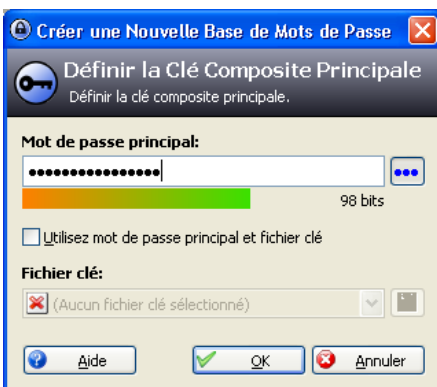 Créer une Nouvelle Base de Mots de Passe
Définir la Clé Composite Principale
Définir la clé composite principale.
Mot de passe principal:
••••••••••••••••
98 bits
Utilisez mot de passe principal et fichier clé
Fichier clé:
(Aucun fichier clé sélectionné)
Aide OK Annuler